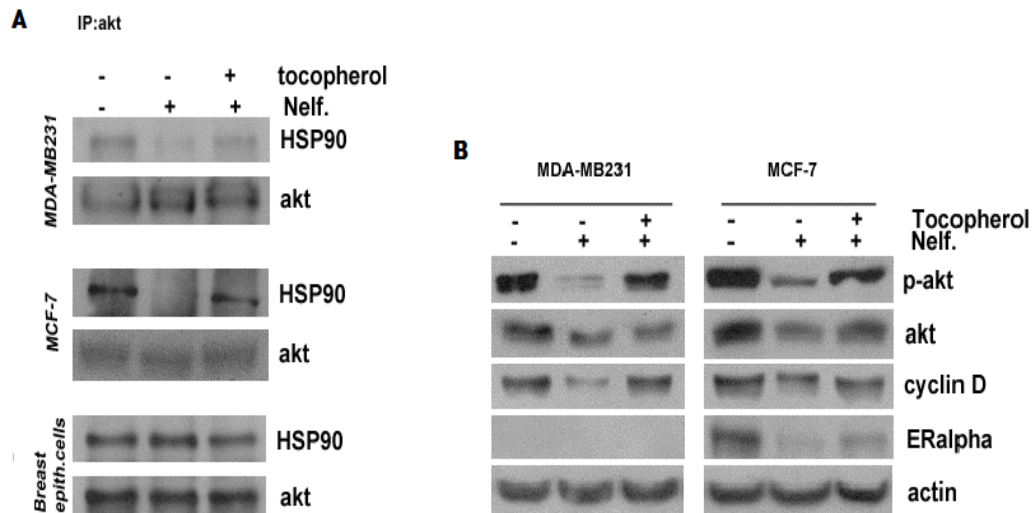 A
IP:akt
- - + tocopherol
- + + Nelf.
MDA-MB231
HSP90
akt
MCF-7
HSP90
akt
Breast
epith.cells
HSP90
akt
B
MDA-MB231 MCF-7
- - + - - + Tocopherol
- + + - + + Nelf.
p-akt
akt
cyclin D
ERalpha
actin